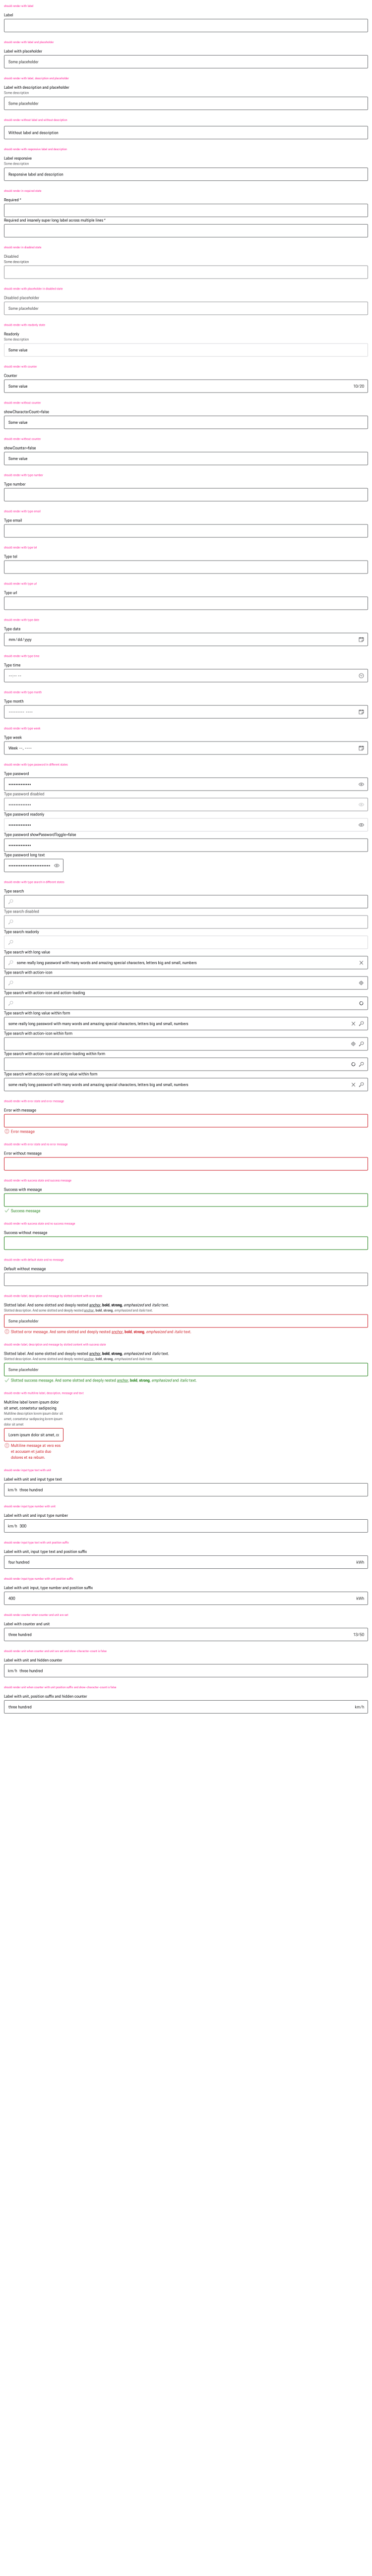 should render with label
Label
should render with label and placeholder
Label with placeholder
Some placeholder
should render with label, description and placeholder
Label with description and placeholder
Some description
Some placeholder
should render without label and without description
Without label and description
should render with responsive label and description
Label responsive
Some description
Responsive label and description
should render in required state
Required *
Required and insanely super long label across multiple lines *
should render in disabled state
Disabled
Some description
should render with placeholder in disabled state
Disabled placeholder
Some placeholder
should render with readonly state
Readonly
Some description
Some value
should render with counter
Counter
Some value
10/20
should render without counter
showCharacterCount=false
Some value
should render without counter
showCounter=false
Some value
should render with type number
Type number
should render with type email
Type email
should render with type tel
Type tel
should render with type url
Type url
should render with type date
Type date
mm/dd/yyyy
should render with type time
Type time
--:-- --
should render with type month
Type month
--------- ----
should render with type week
Type week
Week --, ----
should render with type password in different states
Type password
Type password disabled
Type password readonly
Type password showPasswordToggle=false
Type password long text
should render with type search in different states
Type search
Type search disabled
Type search readonly
Type search with long value
some really long password with many words and amazing special characters, letters big and small, numbers
Type search with action-icon
Type search with action-icon and action-loading
Type search with long value within form
some really long password with many words and amazing special characters, letters big and small, numbers
Type search with action-icon within form
Type search with action-icon and action-loading within form
Type search with action-icon and long value within form
some really long password with many words and amazing special characters, letters big and small, numbers
should render with error state and error message
Error with message
Error message
should render with error state and no error message
Error without message
should render with success state and success message
Success with message
Success message
should render with success state and no success message
Success without message
should render with default state and no message
Default without message
should render label, description and message by slotted content with error state
Slotted label. And some slotted and deeply nested anchor, bold, strong, emphasized and italic text.
Slotted description. And some slotted and deeply nested anchor, bold, strong, emphasized and italic text.
Some placeholder
Slotted error message. And some slotted and deeply nested anchor, bold, strong, emphasized and italic text.
should render label, description and message by slotted content with success state
Slotted label. And some slotted and deeply nested anchor, bold, strong, emphasized and italic text.
Slotted description. And some slotted and deeply nested anchor, bold, strong, emphasized and italic text.
Some placeholder
Slotted success message. And some slotted and deeply nested anchor, bold, strong, emphasized and italic text.
should render with multiline label, description, message and text
Multiline label lorem ipsum dolor
sit amet, consetetur sadipscing
Multiline description lorem ipsum dolor sit
amet, consetetur sadipscing lorem ipsum
dolor sit amet
Lorem ipsum dolor sit amet, co
Multiline message at vero eos
et accusam et justo duo
dolores et ea rebum.
should render input type text with unit
Label with unit and input type text
km/h three hundred
should render input type number with unit
Label with unit and input type number
km/h 300
should render input type text with unit position suffix
Label with unit, input type text and position suffix
four hundred
kWH
should render input type number with unit position suffix
Label with unit input, type number and position suffix
400
kWH
should render counter when counter and unit are set
Label with counter and unit
three hundred
13/50
Label with unit and hidden counter
km/h three hundred
Label with unit, position suffix and hidden counter
three hundred
km/h